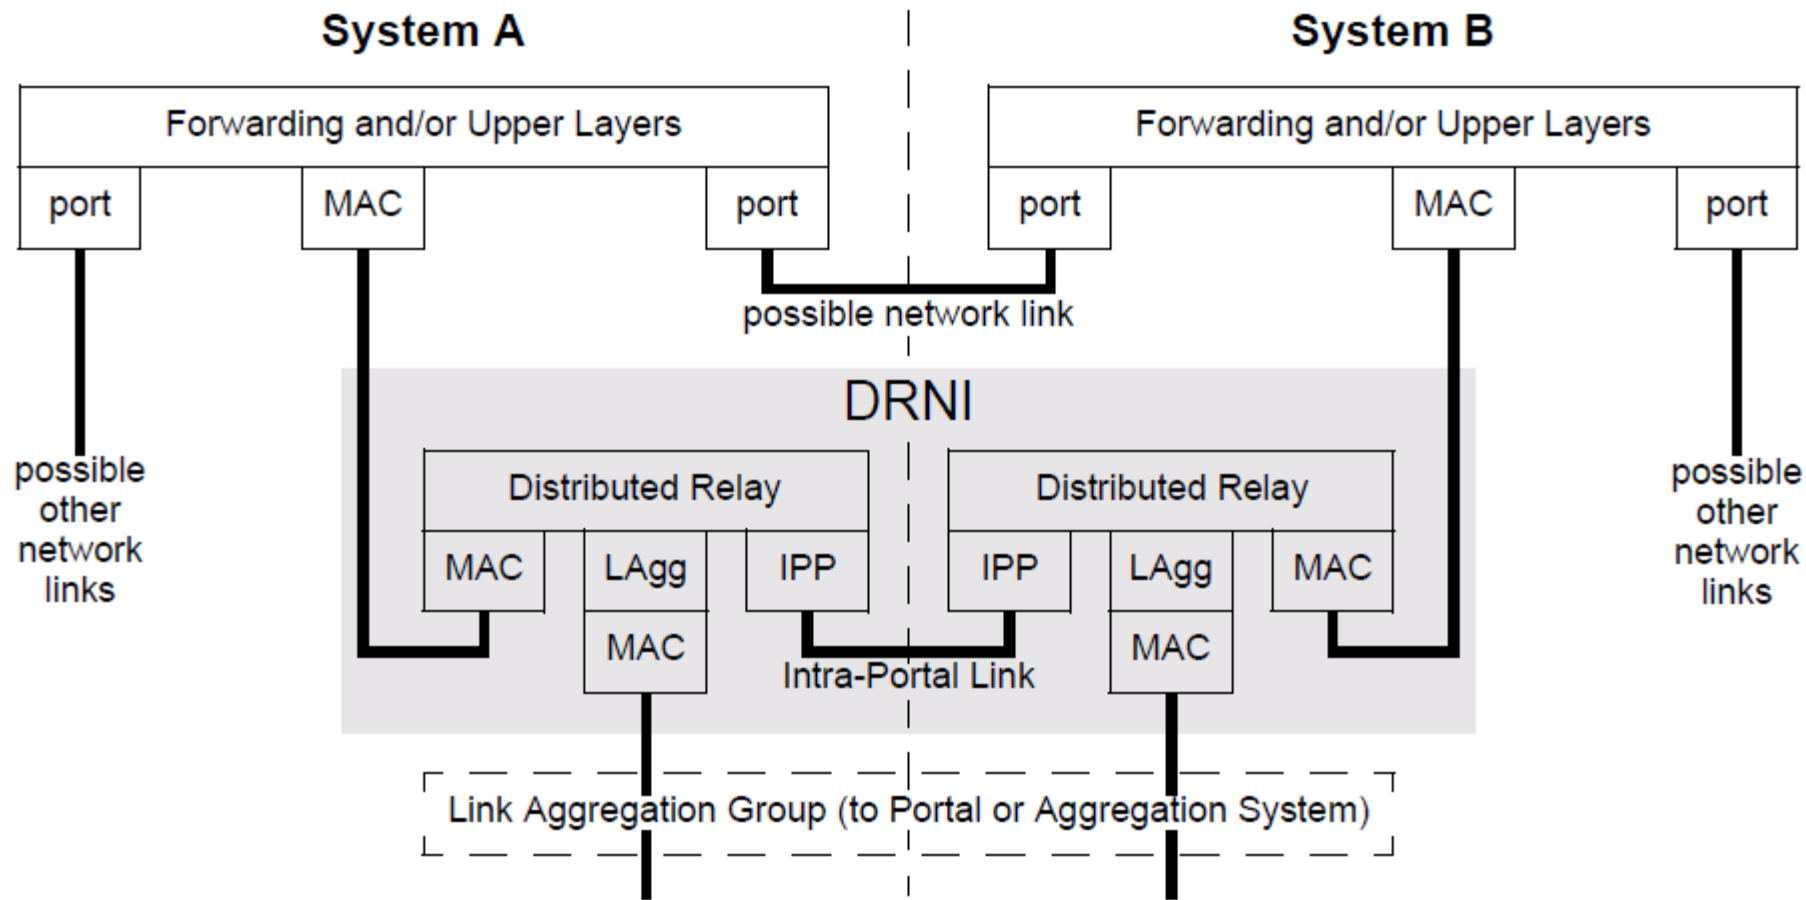 System A
System B
Forwarding and/or Upper Layers
Forwarding and/or Upper Layers
port
MAC
port
port
MAC
port
possible network link
DRNI
possible
other
network
links
possible
other
network
links
Distributed Relay
Distributed Relay
MAC
LAgg
IPP
IPP
LAgg
MAC
MAC
MAC
Intra-Portal Link
Link Aggregation Group (to Portal or Aggregation System)